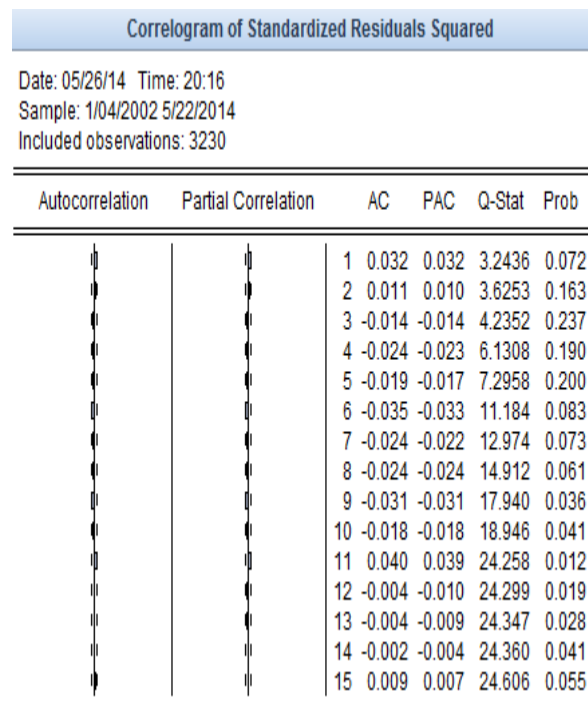 Correlogram of Standardized Residuals Squared
Date: 05/26/14 Time: 20:16
Sample: 1/04/2002 5/22/2014
Included observations: 3230
Autocorrelation Partial Correlation AC PAC Q-Stat Prob
1 0.032 0.032 3.2436 0.072
2 0.011 0.010 3.6253 0.163
3 -0.014 -0.014 4.2352 0.237
4 -0.024 -0.023 6.1308 0.190
5 -0.019 -0.017 7.2958 0.200
6 -0.035 -0.033 11.184 0.083
7 -0.024 -0.022 12.974 0.073
8 -0.024 -0.024 14.912 0.061
9 -0.031 -0.031 17.940 0.036
10 -0.018 -0.018 18.946 0.041
11 0.040 0.039 24.258 0.012
12 -0.004 -0.010 24.299 0.019
13 -0.004 -0.009 24.347 0.028
14 -0.002 -0.004 24.360 0.041
15 0.009 0.007 24.606 0.055